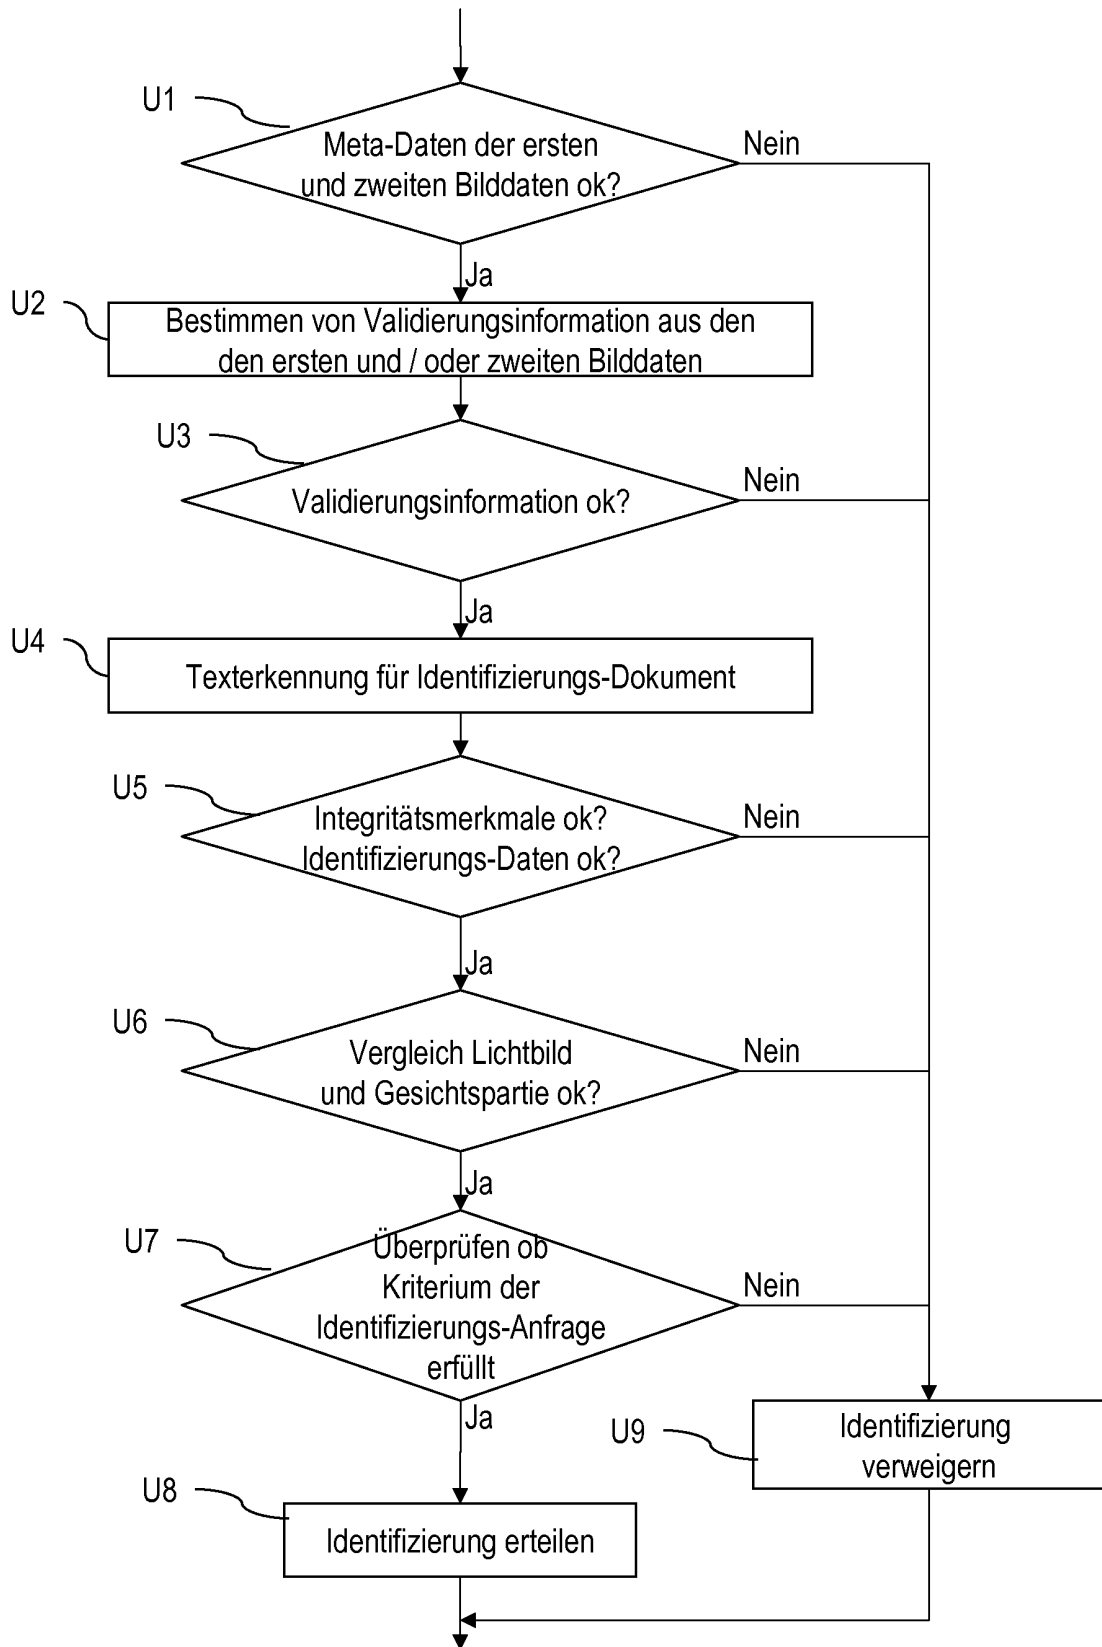 U1
Meta-Daten der ersten
und zweiten Bilddaten ok?
Nein
Ja
U2
Bestimmen von Validierungsinformation aus den
den ersten und / oder zweiten Bilddaten
U3
Validierungsinformation ok?
Nein
Ja
U4
Texterkennung für Identifizierungs-Dokument
U5
Integritätsmerkmale ok?
Identifizierungs-Daten ok?
Nein
Ja
U6
Vergleich Lichtbild
und Gesichtspartie ok?
Nein
Ja
U7
Überprüfen ob
Kriterium der
Identifizierungs-Anfrage
erfüllt
Nein
Ja
U9
Identifizierung
verweigern
U8
Identifizierung erteilen